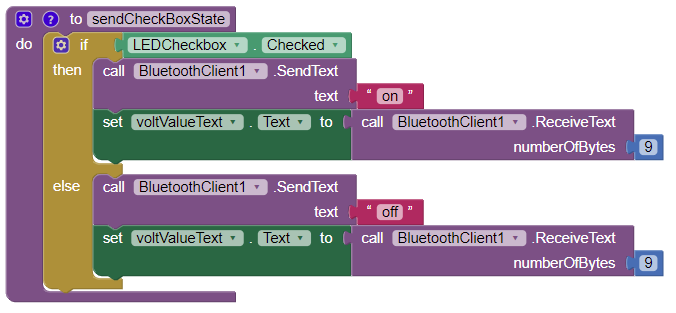 ? to sendCheckBoxState
do if LEDCheckbox . Checked
then call BluetoothClient1 .SendText
text “ on ”
set voltValueText . Text to call BluetoothClient1 .ReceiveText
numberOfBytes 9
else call BluetoothClient1 .SendText
text “ off ”
set voltValueText . Text to call BluetoothClient1 .ReceiveText
numberOfBytes 9